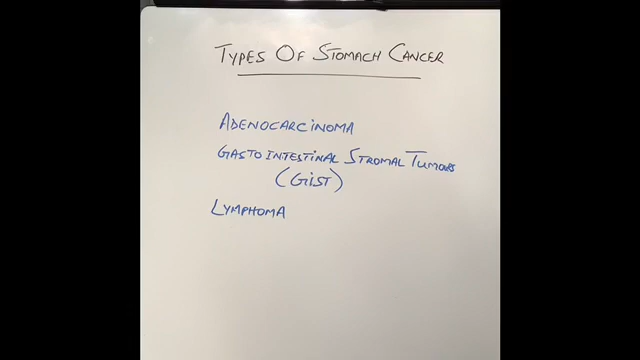 TYPES OF STOMACH CANCER
ADENOCARCINOMA
GASTOINTESTINAL STROMAL TUMOURS
(GIST)
LYMPHOMA